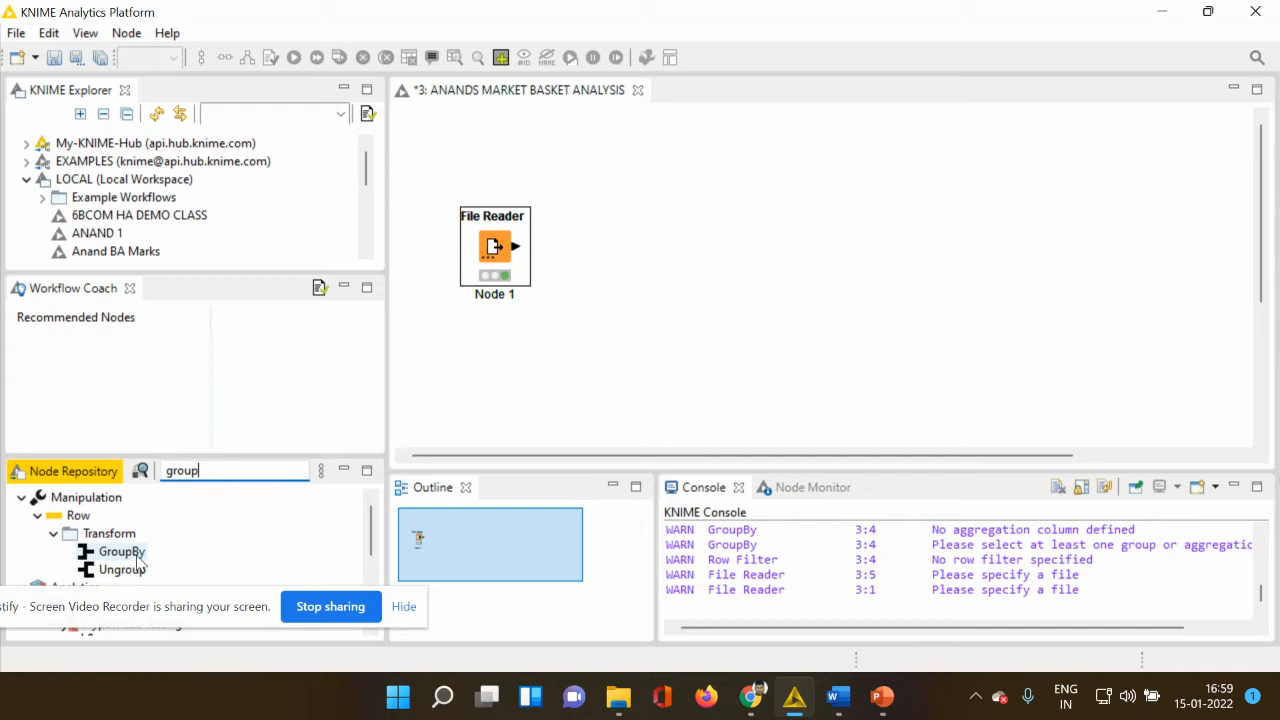 KNIME Analytics Platform
File Edit View Node Help
KNIME Explorer
My-KNIME-Hub (api.hub.knime.com)
EXAMPLES (knime@api.hub.knime.com)
LOCAL (Local Workspace)
Example Workflows
6BCOM HA DEMO CLASS
ANAND 1
Anand BA Marks
*3: ANANDS MARKET BASKET ANALYSIS
File Reader
Node 1
Workflow Coach
Recommended Nodes
Node Repository
group
Manipulation
Row
Transform
GroupBy
Ungroup
stify - Screen Video Recorder is sharing your screen.
Stop sharing
Hide
Outline
Console
Node Monitor
KNIME Console
WARN GroupBy 3:4 No aggregation column defined
WARN GroupBy 3:4 Please select at least one group or aggregatic
WARN Row Filter 3:4 No row filter specified
WARN File Reader 3:5 Please specify a file
WARN File Reader 3:1 Please specify a file
ENG
IN
16:59
15-01-2022
1